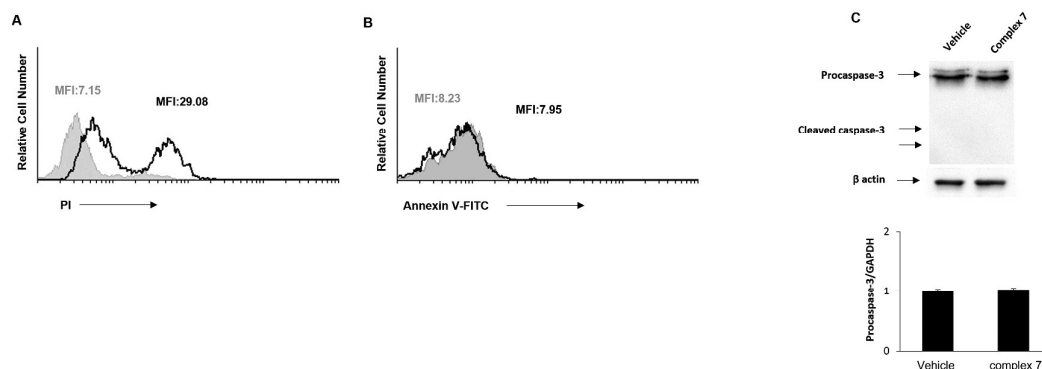 A
Relative Cell Number
MFI:7.15
MFI:29.08
PI
B
Relative Cell Number
MFI:8.23
MFI:7.95
Annexin V-FITC
C
Vehicle
Complex 7
Procaspase-3
Cleaved caspase-3
β actin
Procaspase-3/GAPDH
2
1
0
Vehicle
complex 7